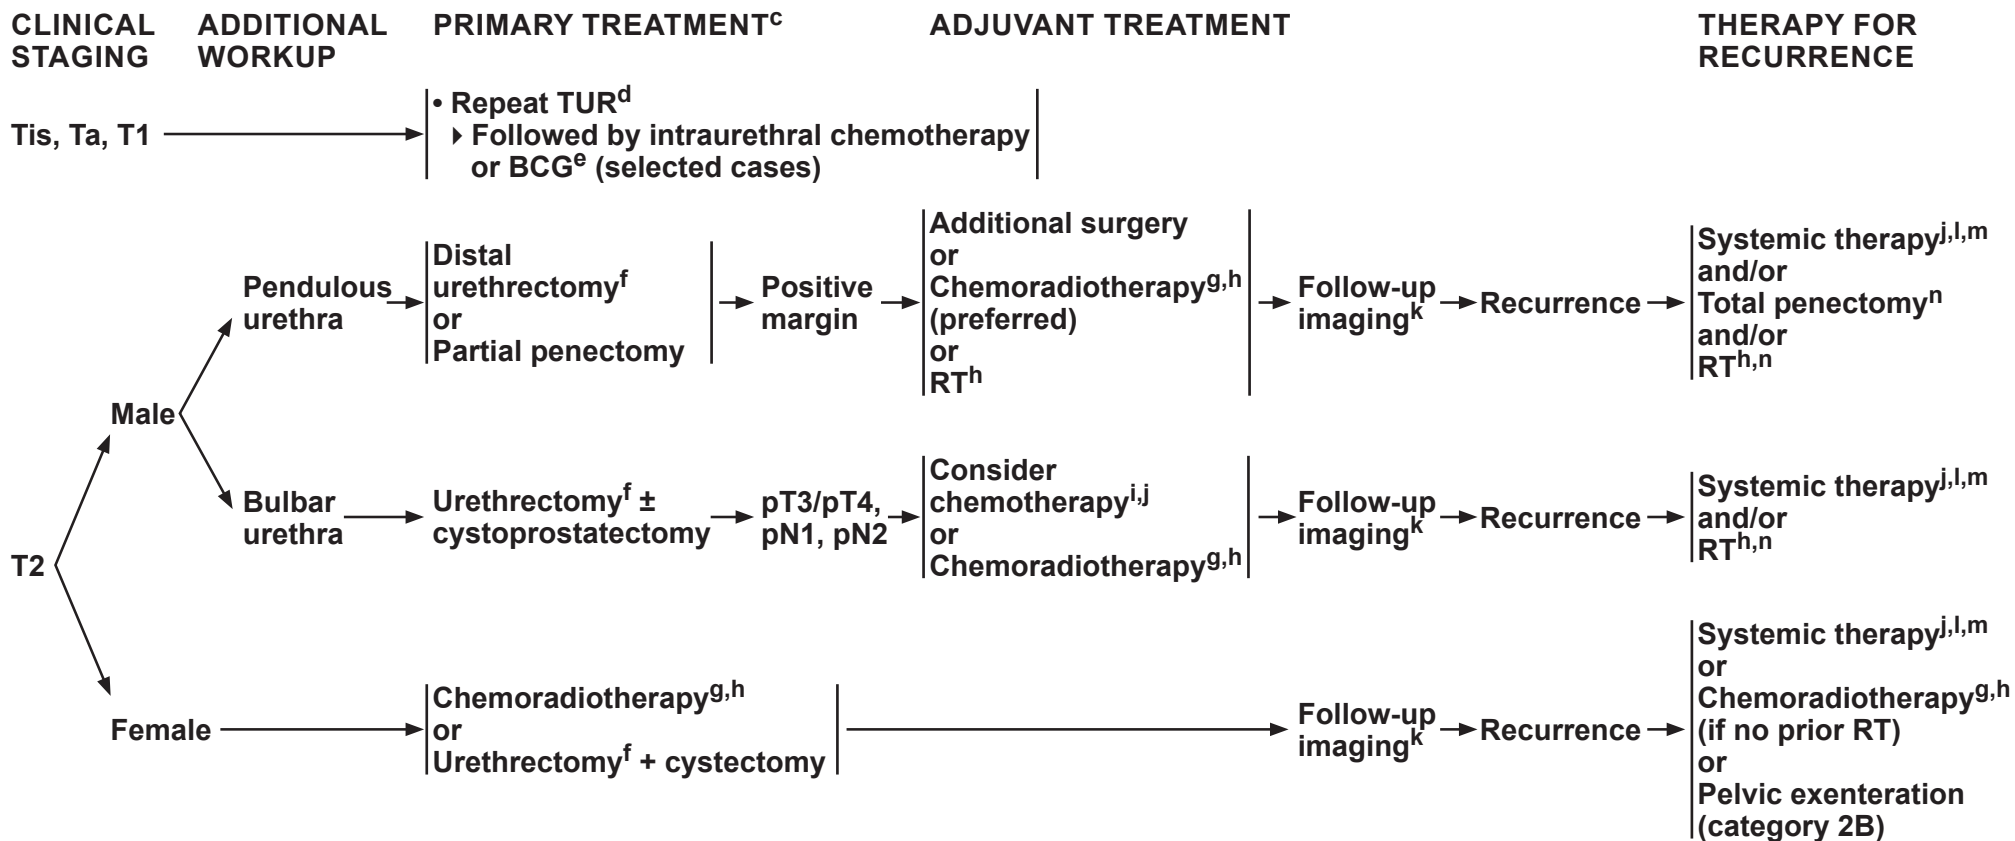 CLINICAL STAGING
ADDITIONAL WORKUP
PRIMARY TREATMENTc
ADJUVANT TREATMENT
THERAPY FOR RECURRENCE
Tis, Ta, T1
• Repeat TURd
▸ Followed by intraurethral chemotherapy
or BCGe (selected cases)
T2
Male
Pendulous
urethra
Distal
urethrectomyf
or
Partial penectomy
Positive
margin
Additional surgery
or
Chemoradiotherapyg,h
(preferred)
or
RTh
Follow-up
imagingk
Recurrence
Systemic therapyj,l,m
and/or
Total penectomyn
and/or
RTh,n
Bulbar
urethra
Urethrectomyf ±
cystoprostatectomy
pT3/pT4,
pN1, pN2
Consider
chemotherapyi,j
or
Chemoradiotherapyg,h
Follow-up
imagingk
Recurrence
Systemic therapyj,l,m
and/or
RTh,n
Female
Chemoradiotherapyg,h
or
Urethrectomyf + cystectomy
Follow-up
imagingk
Recurrence
Systemic therapyj,l,m
or
Chemoradiotherapyg,h
(if no prior RT)
or
Pelvic exenteration
(category 2B)